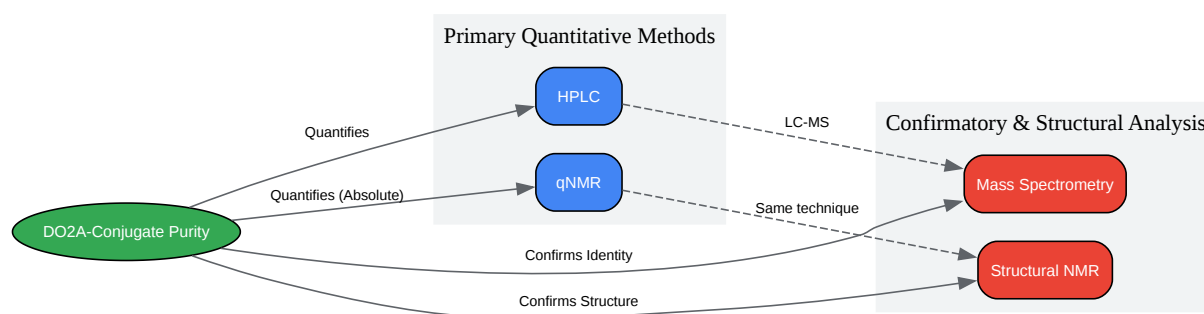 Primary Quantitative Methods
HPLC
Quantifies
LC-MS
Confirmatory & Structural Analysis
Mass Spectrometry
qNMR
Quantifies (Absolute)
Same technique
DO2A-Conjugate Purity
Confirms Identity
Structural NMR
Confirms Structure